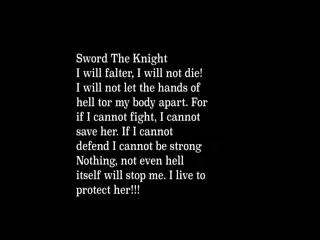 Sword The Knight
I will falter, I will not die!
I will not let the hands of
hell tor my body apart. For
if I cannot fight, I cannot
save her. If I cannot
defend I cannot be strong
Nothing, not even hell
itself will stop me. I live to
protect her!!!